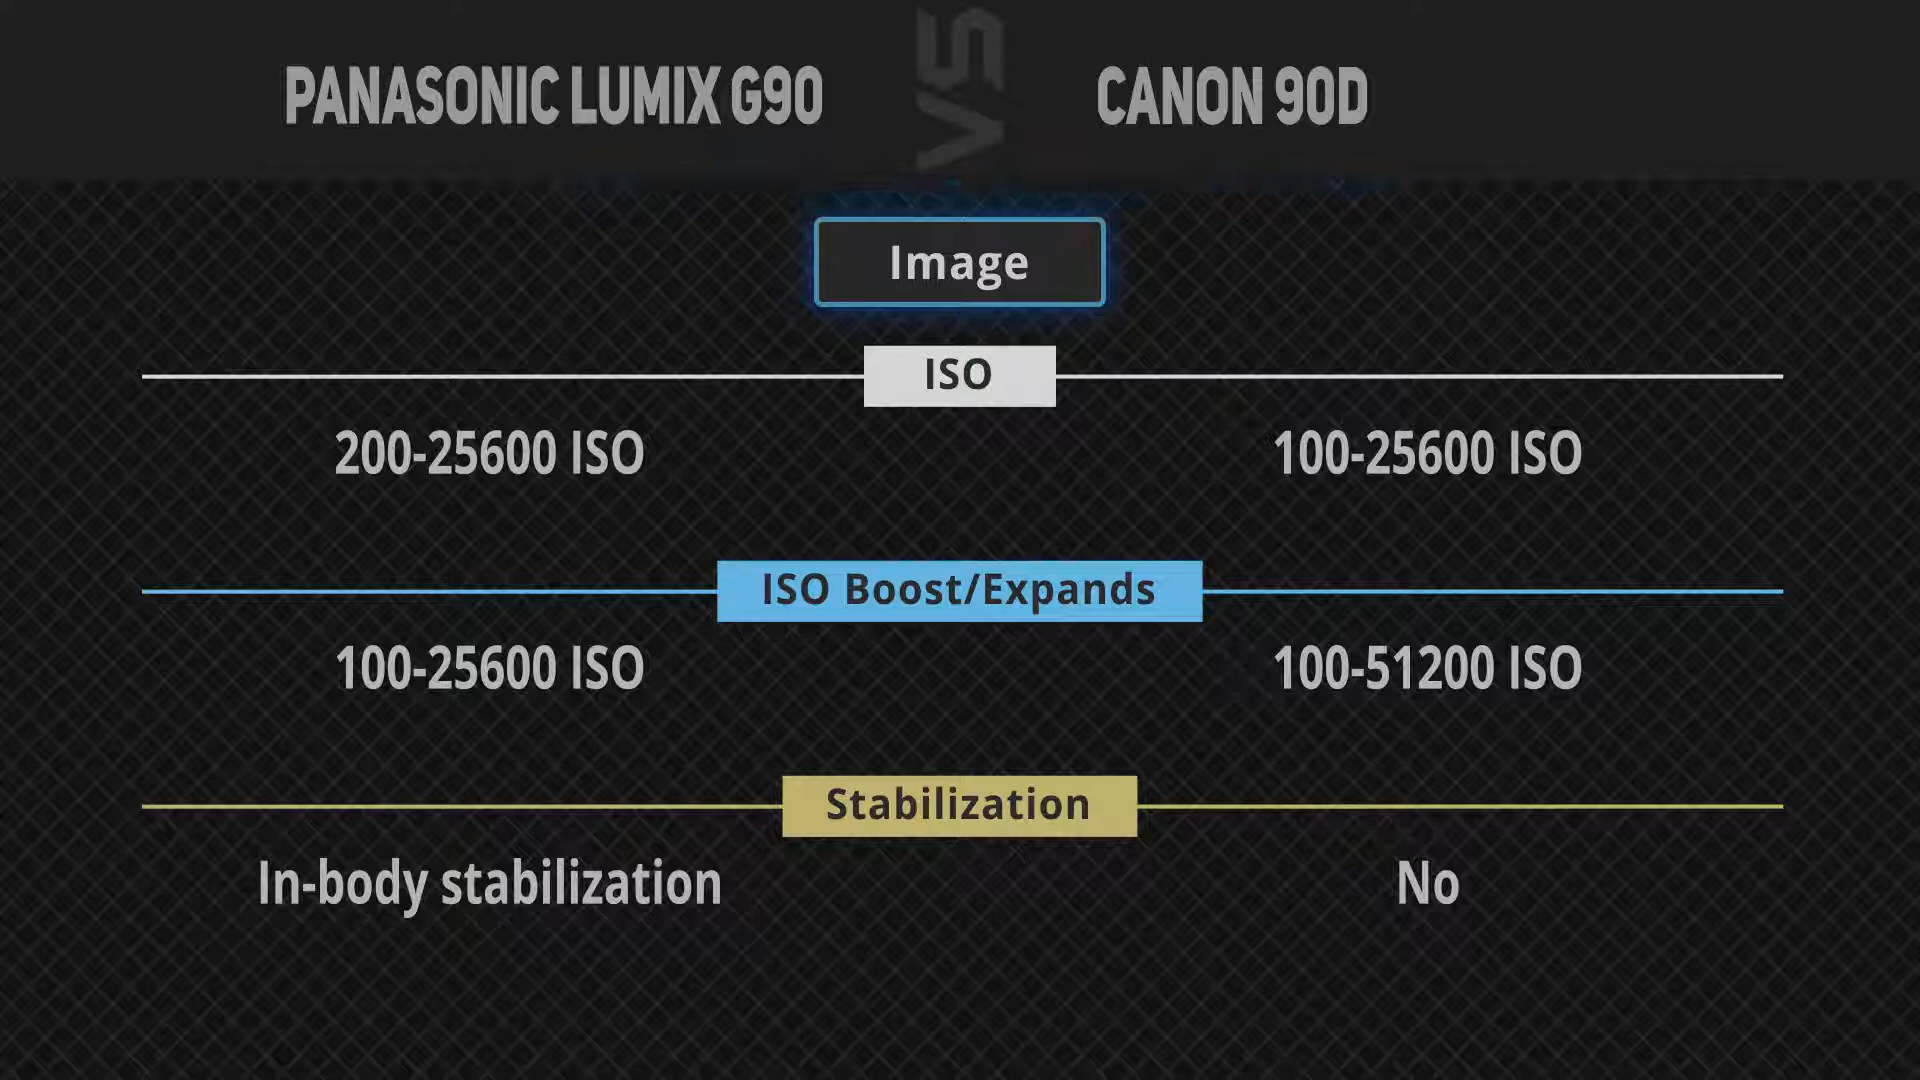 PANASONIC LUMIX G90
VS
CANON 90D
Image
ISO
200-25600 ISO
100-25600 ISO
ISO Boost/Expands
100-25600 ISO
100-51200 ISO
Stabilization
In-body stabilization
No